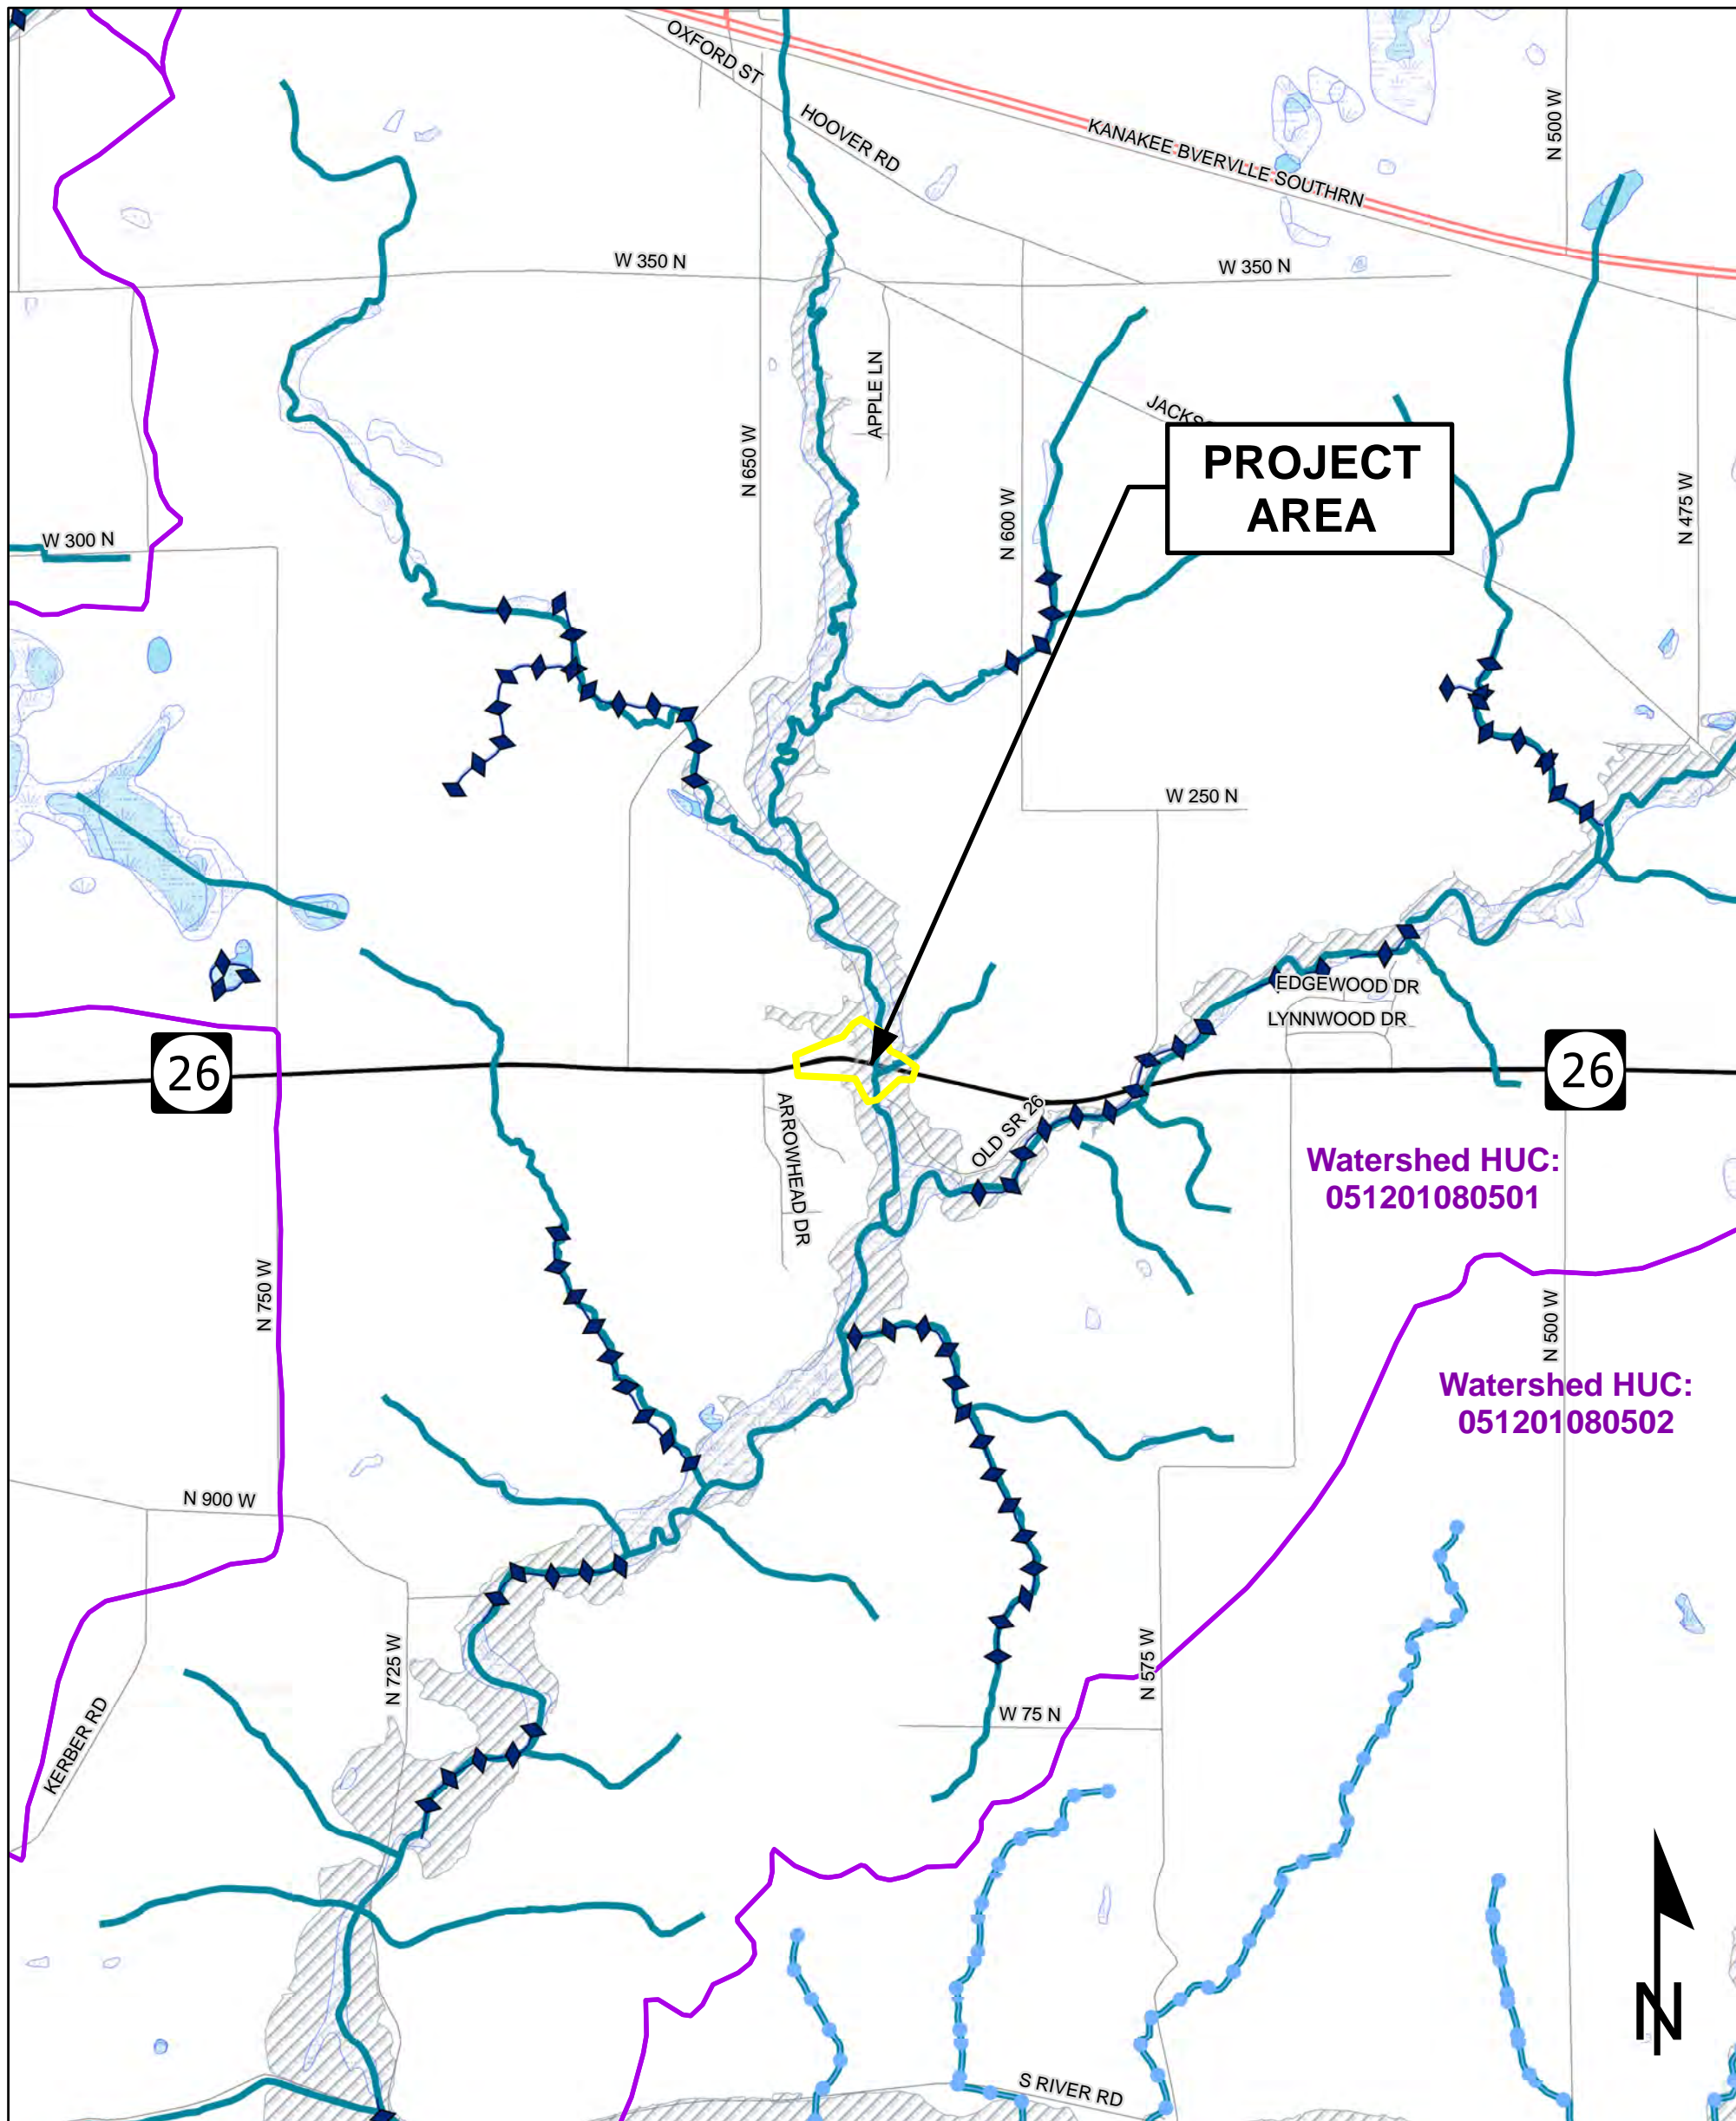 OXFORD ST
HOOVER RD
KANAKEE BVERVLLE SOUTHRN
N 500 W
W 350 N
W 350 N
APPLE LN
N 650 W
PROJECT
AREA
N 600 W
N 475 W
W 300 N
W 250 N
EDGEWOOD DR
LYNNWOOD DR
26
26
ARROWHEAD DR
OLD SR 26
Watershed HUC:
051201080501
N 750 W
N 500 W
Watershed HUC:
051201080502
N 900 W
N 725 W
N 575 W
KERBER RD
W 75 N
S RIVER RD
N